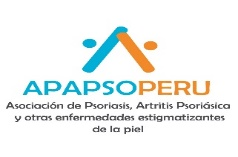 APAPSOPERU
Asociación de Psoriasis, Artritis Psoriásica
y otras enfermedades estigmatizantes
de la piel